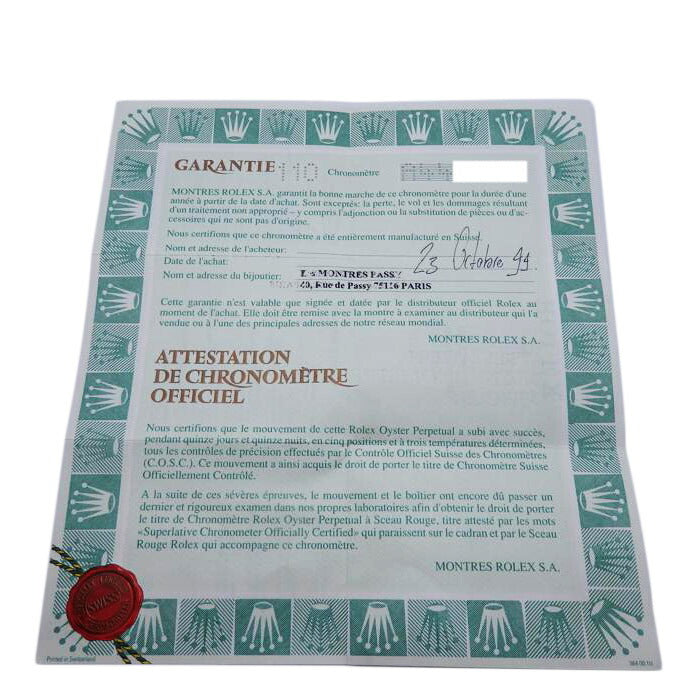 GARANTIE 110 Chronomètre
MONTRES ROLEX S.A. garantit la bonne marche de ce chronomètre pour la durée d'une
année à partir de la date d'achat. Sont exceptés: la perte, le vol et les dommages résultant
d'un traitement non approprié – y compris l'adjonction ou la substitution de pièces ou d'ac-
cessoires qui ne sont pas d'origine.
Nous certifions que ce chronomètre a été entièrement manufacturé en Suisse.
Nom et adresse de l'acheteur:
Date de l'achat: 23 Octobre 99.
Nom et adresse du bijoutier: MONTRES PASSY
40, Rue de Passy 75116 PARIS
Cette garantie n'est valable que signée et datée par le distributeur officiel Rolex au
moment de l'achat. Elle doit être remise avec la montre à examiner au distributeur qui l'a
vendue ou à l'une des principales adresses de notre réseau mondial.
MONTRES ROLEX S.A.
ATTESTATION
DE CHRONOMÈTRE
OFFICIEL
Nous certifions que le mouvement de cette Rolex Oyster Perpetual a subi avec succès,
pendant quinze jours et quinze nuits, en cinq positions et à trois températures déterminées,
tous les contrôles de précision effectués par le Contrôle Officiel Suisse des Chronomètres
(C.O.S.C.). Ce mouvement a ainsi acquis le droit de porter le titre de Chronomètre Suisse
Officiellement Contrôlé.
A la suite de ces sévères épreuves, le mouvement et le boîtier ont encore dû passer un
dernier et rigoureux examen dans nos propres laboratoires afin d'obtenir le droit de porter
le titre de Chronomètre Rolex Oyster Perpetual à Sceau Rouge, titre attesté par les mots
«Superlative Chronometer Officially Certified» qui paraissent sur le cadran et par le Sceau
Rouge Rolex qui accompagne ce chronomètre.
MONTRES ROLEX S.A.
SWISS
Printed in Switzerland